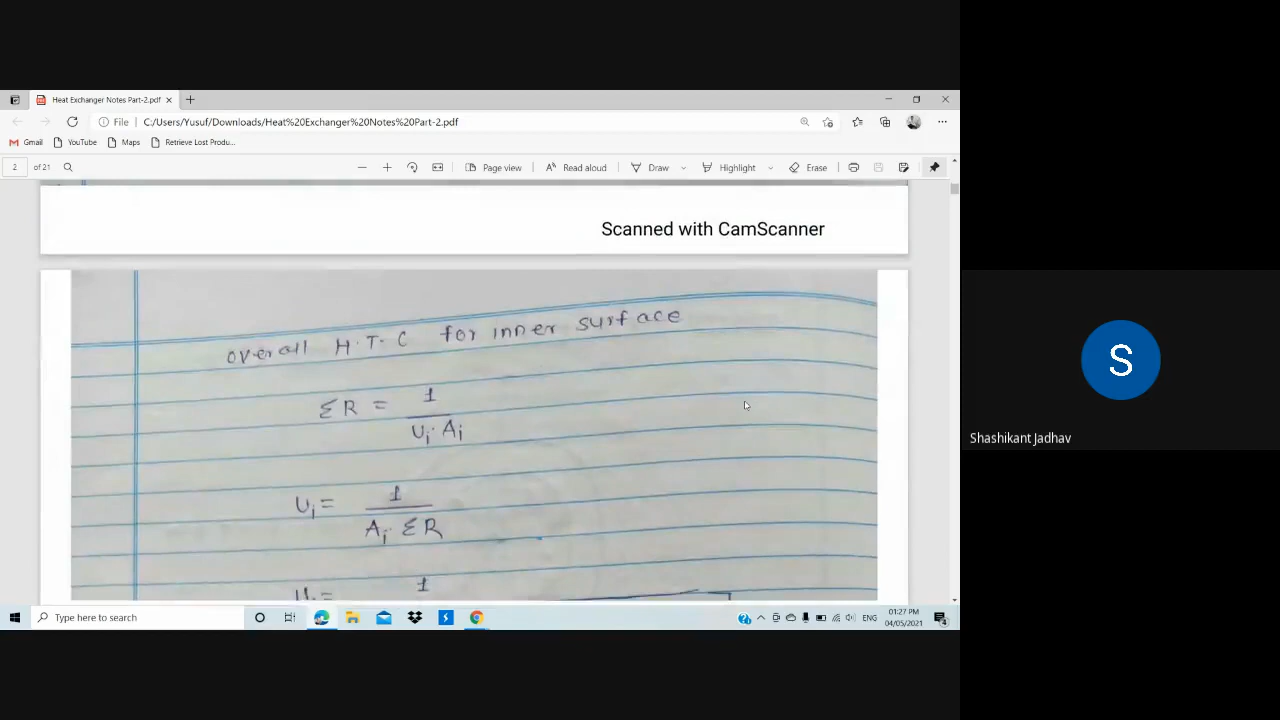 Heat Exchanger Notes Part-2.pdf
File
C:/Users/Yusuf/Downloads/Heat%20Exchanger%20Notes%20Part-2.pdf
Gmail YouTube Maps Retrieve Lost Produ...
2 of 21 Page view Read aloud Draw Highlight Erase
Scanned with CamScanner
overall H.T.C for inner surface
ΣR = 1 / Ui.Ai
Ui = 1 / Ai.ΣR
Ui = 1
Shashikant Jadhav
S
Type here to search
ENG
01:27 PM
04/05/2021
4